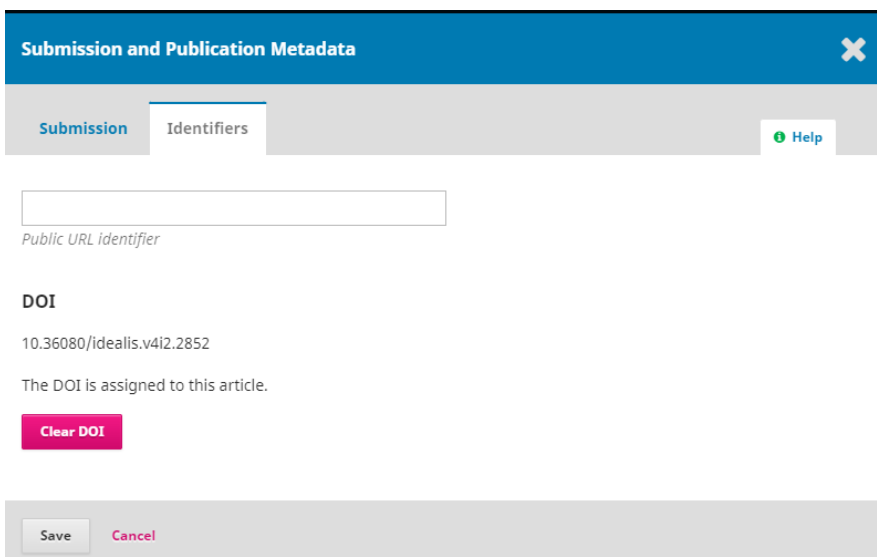 Submission and Publication Metadata
Submission
Identifiers
Help
Public URL identifier
DOI
10.36080/idealis.v4i2.2852
The DOI is assigned to this article.
Clear DOI
Save
Cancel